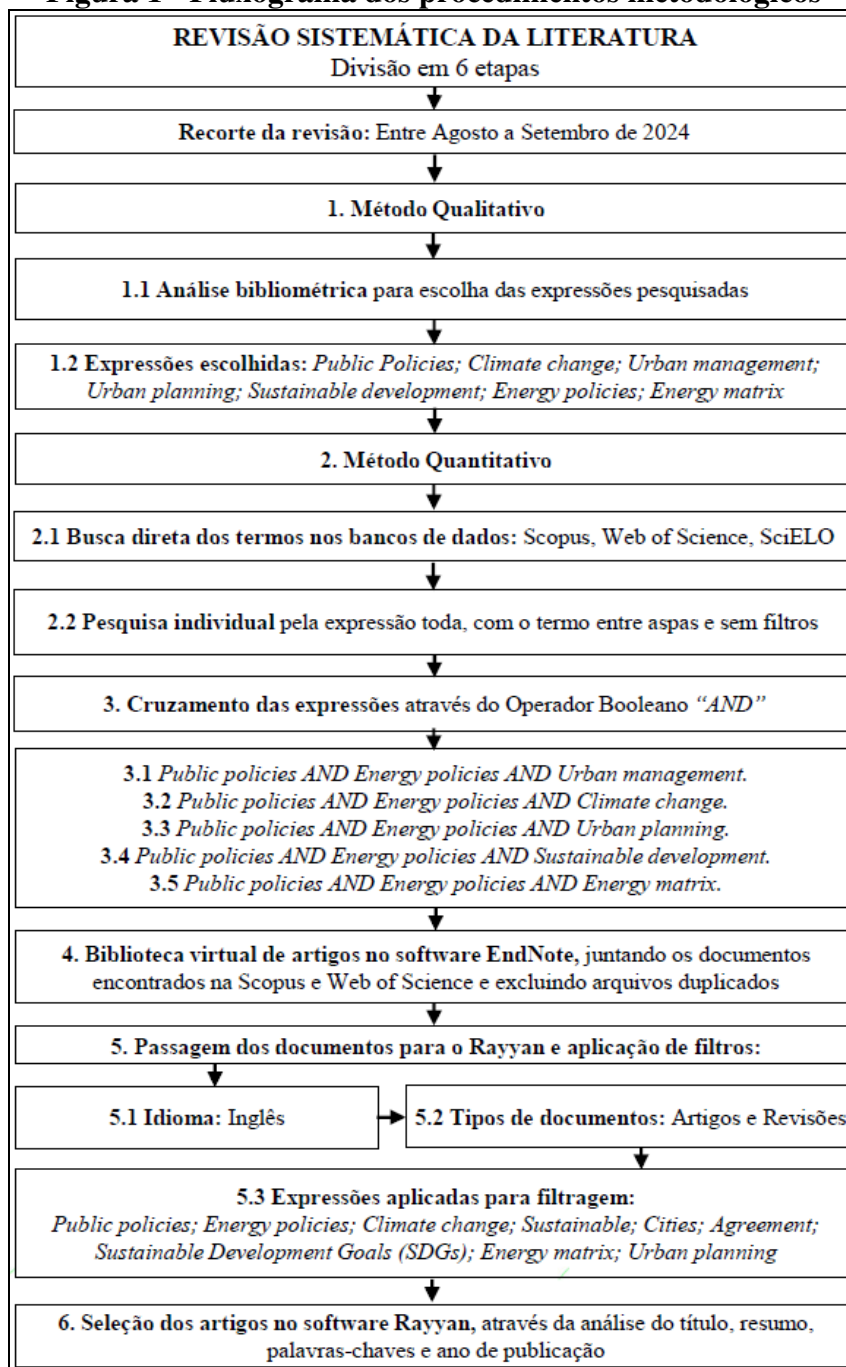 Figura 1 - Fluxograma dos procedimentos metodológicos
REVISÃO SISTEMÁTICA DA LITERATURA
Divisão em 6 etapas
Recorte da revisão: Entre Agosto a Setembro de 2024
1. Método Qualitativo
1.1 Análise bibliométrica para escolha das expressões pesquisadas
1.2 Expressões escolhidas: Public Policies; Climate change; Urban management;
Urban planning; Sustainable development; Energy policies; Energy matrix
2. Método Quantitativo
2.1 Busca direta dos termos nos bancos de dados: Scopus, Web of Science, SciELO
2.2 Pesquisa individual pela expressão toda, com o termo entre aspas e sem filtros
3. Cruzamento das expressões através do Operador Booleano “AND”
3.1 Public policies AND Energy policies AND Urban management.
3.2 Public policies AND Energy policies AND Climate change.
3.3 Public policies AND Energy policies AND Urban planning.
3.4 Public policies AND Energy policies AND Sustainable development.
3.5 Public policies AND Energy policies AND Energy matrix.
4. Biblioteca virtual de artigos no software EndNote, juntando os documentos
encontrados na Scopus e Web of Science e excluindo arquivos duplicados
5. Passagem dos documentos para o Rayyan e aplicação de filtros:
5.1 Idioma: Inglês
5.2 Tipos de documentos: Artigos e Revisões
5.3 Expressões aplicadas para filtragem:
Public policies; Energy policies; Climate change; Sustainable; Cities; Agreement;
Sustainable Development Goals (SDGs); Energy matrix; Urban planning
6. Seleção dos artigos no software Rayyan, através da análise do título, resumo,
palavras-chaves e ano de publicação